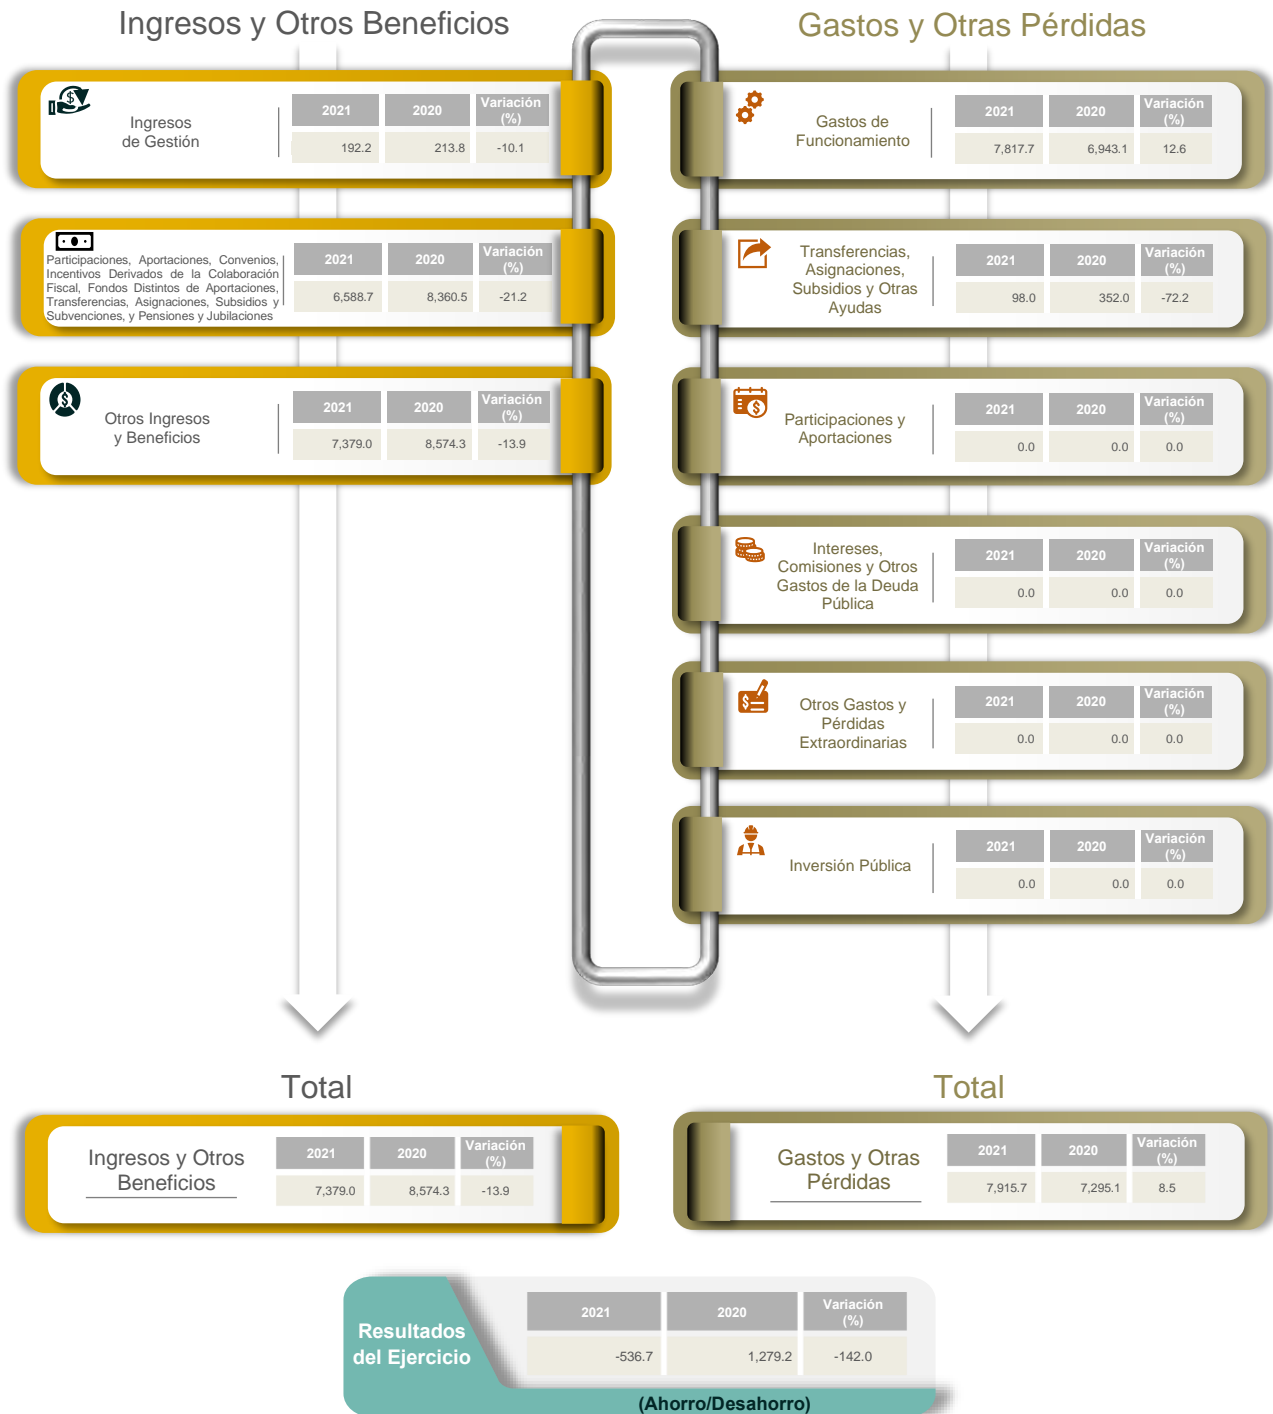 Ingresos y Otros Beneficios
Ingresos
de Gestión
2021 2020 Variación (%)
192.2 213.8 -10.1
Participaciones, Aportaciones, Convenios,
Incentivos Derivados de la Colaboración
Fiscal, Fondos Distintos de Aportaciones,
Transferencias, Asignaciones, Subsidios y
Subvenciones, y Pensiones y Jubilaciones
2021 2020 Variación (%)
6,588.7 8,360.5 -21.2
Otros Ingresos
y Beneficios
2021 2020 Variación (%)
7,379.0 8,574.3 -13.9
Total
Ingresos y Otros
Beneficios
2021 2020 Variación (%)
7,379.0 8,574.3 -13.9
Gastos y Otras Pérdidas
Gastos de
Funcionamiento
2021 2020 Variación (%)
7,817.7 6,943.1 12.6
Transferencias,
Asignaciones,
Subsidios y Otras
Ayudas
2021 2020 Variación (%)
98.0 352.0 -72.2
Participaciones y
Aportaciones
2021 2020 Variación (%)
0.0 0.0 0.0
Intereses,
Comisiones y Otros
Gastos de la Deuda
Pública
2021 2020 Variación (%)
0.0 0.0 0.0
Otros Gastos y
Pérdidas
Extraordinarias
2021 2020 Variación (%)
0.0 0.0 0.0
Inversión Pública
2021 2020 Variación (%)
0.0 0.0 0.0
Total
Gastos y Otras
Pérdidas
2021 2020 Variación (%)
7,915.7 7,295.1 8.5
Resultados
del Ejercicio
2021 2020 Variación (%)
-536.7 1,279.2 -142.0
(Ahorro/Desahorro)